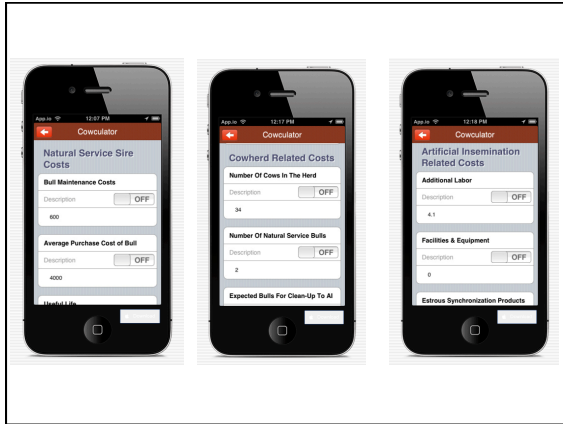 App.io 12:07 PM
Cowculator
Natural Service Sire
Costs
Bull Maintenance Costs
Description OFF
600
Average Purchase Cost of Bull
Description OFF
4000
Useful Life
App.io 12:17 PM
Cowculator
Cowherd Related Costs
Number Of Cows In The Herd
Description OFF
34
Number Of Natural Service Bulls
Description OFF
2
Expected Bulls For Clean-Up To AI
App.io 12:18 PM
Cowculator
Artificial Insemination
Related Costs
Additional Labor
Description OFF
4.1
Facilities & Equipment
Description OFF
0
Estrous Synchronization Products